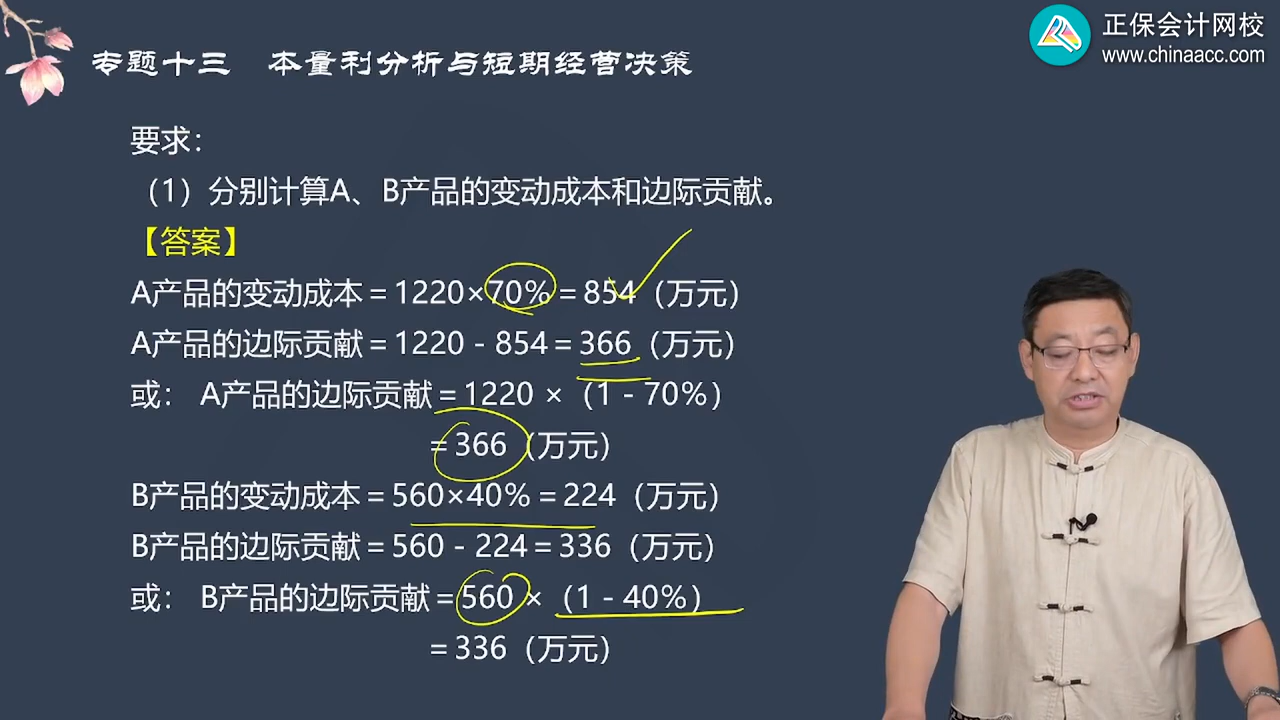 正保会计网校
www.chinaacc.com
专题十三 本量利分析与短期经营决策
要求：
（1）分别计算A、B产品的变动成本和边际贡献。
【答案】
A产品的变动成本＝1220×70%＝854（万元）
A产品的边际贡献＝1220－854＝366（万元）
或： A产品的边际贡献＝1220 ×（1－70%）
＝366（万元）
B产品的变动成本＝560×40%＝224（万元）
B产品的边际贡献＝560－224＝336（万元）
或： B产品的边际贡献＝560 ×（1－40%）
＝336（万元）